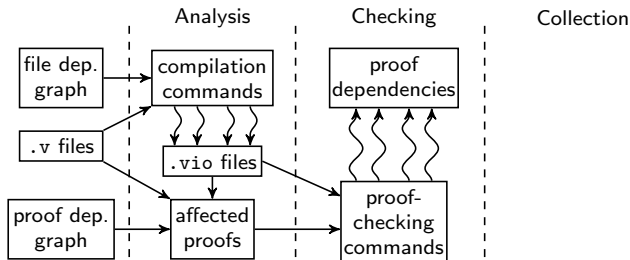 Analysis
Checking
Collection
file dep.
graph
compilation
commands
proof
dependencies
.v files
.vio files
proof dep.
graph
affected
proofs
proof-
checking
commands